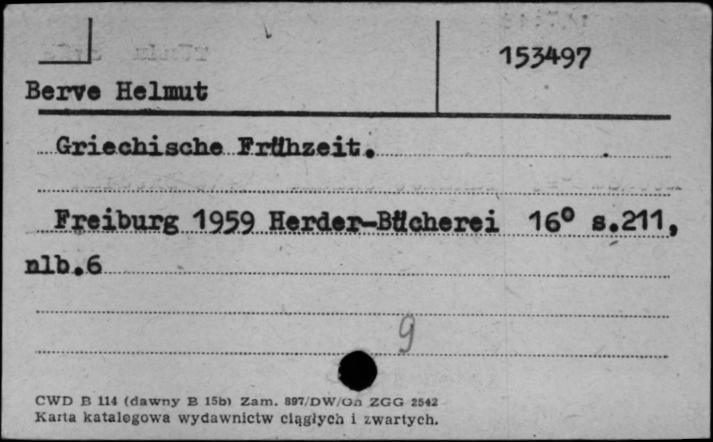 153497
Berve Helmut
Griechische Frühzeit.
Freiburg 1959 Herder-Bücherei 16° s.211,
nlb.6
9
CWD B 114 (dawny B 15b) Zam. 897/DW/Gn ZGG 2542
Karta katalogowa wydawnictw ciągłych i zwartych.